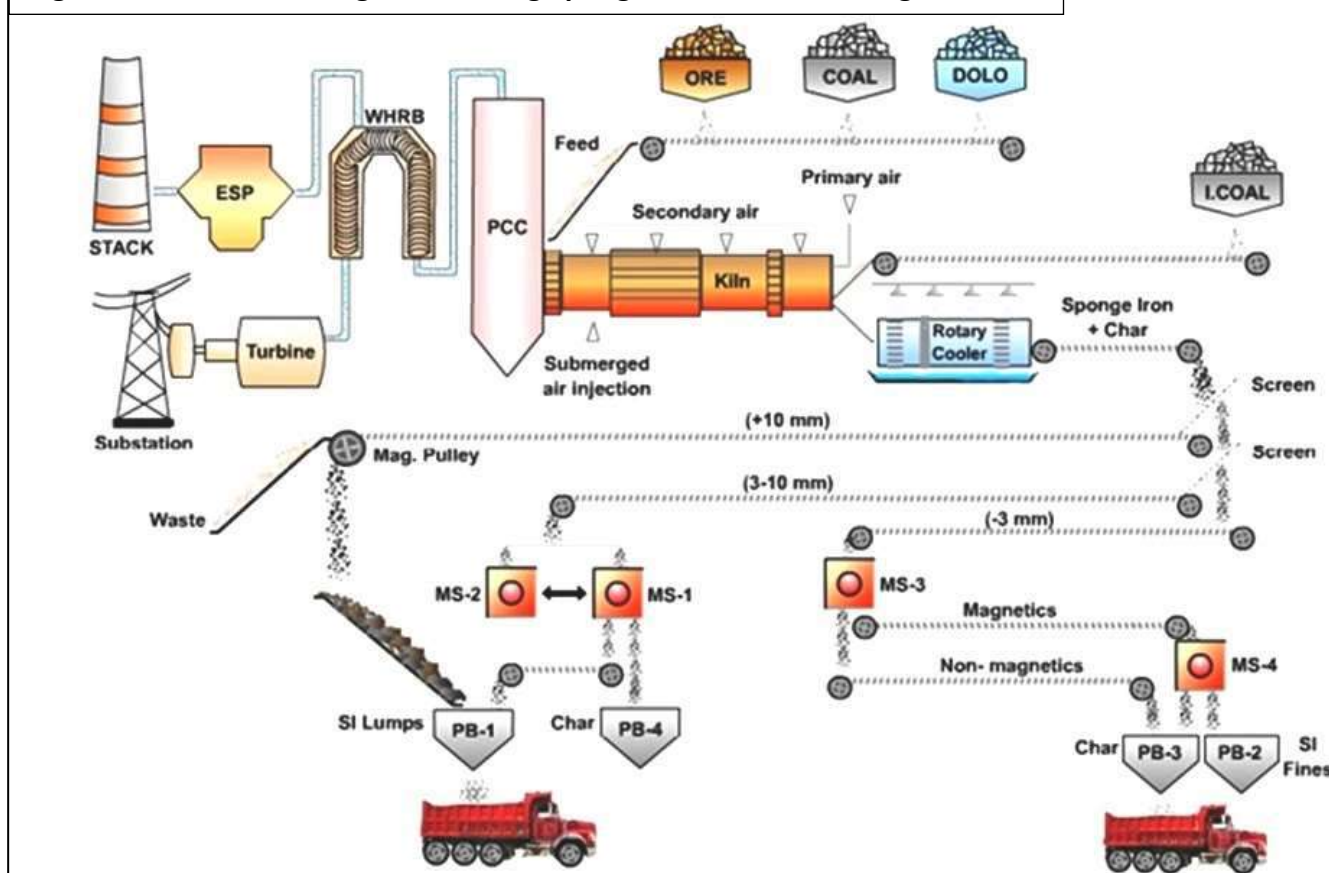 ORE
COAL
DOLO
WHRB
Feed
I.COAL
Primary air
ESP
Secondary air
PCC
STACK
Kiln
Sponge Iron
+ Char
Rotary
Cooler
Turbine
Submerged
air injection
Screen
Substation
(+10 mm)
Mag. Pulley
Screen
(3-10 mm)
Waste
(-3 mm)
MS-2
MS-1
MS-3
Magnetics
Non- magnetics
MS-4
SI Lumps
PB-1
Char
PB-4
Char
PB-3
PB-2
SI
Fines